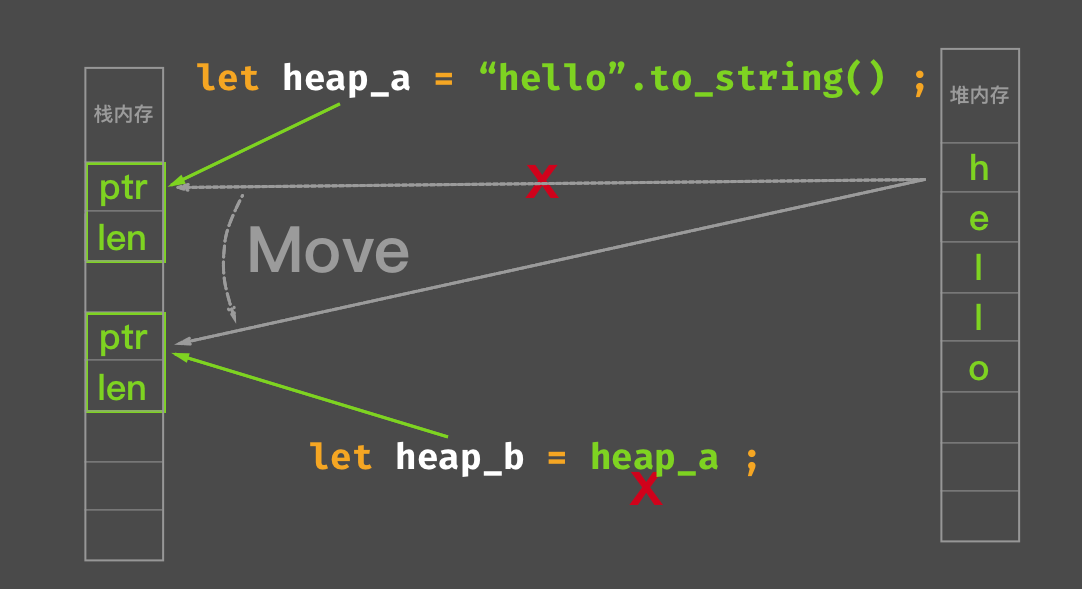 let heap_a = “hello”.to_string() ;
栈内存
堆内存
ptr
len
X
Move
ptr
len
h
e
l
l
o
let heap_b = heap_a ;
X